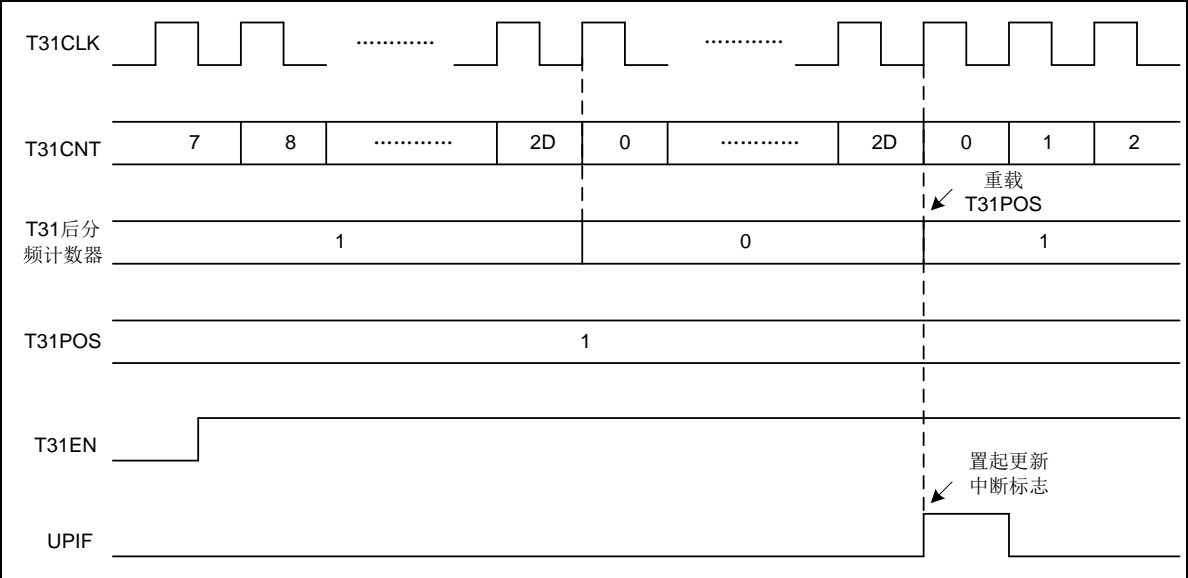 T31CLK ………… …………
T31CNT 7 8 ………… 2D 0 ………… 2D 0 1 2
重载
T31POS
T31后分
频计数器
1 0 1
T31POS 1
T31EN
置起更新
中断标志
UPIF